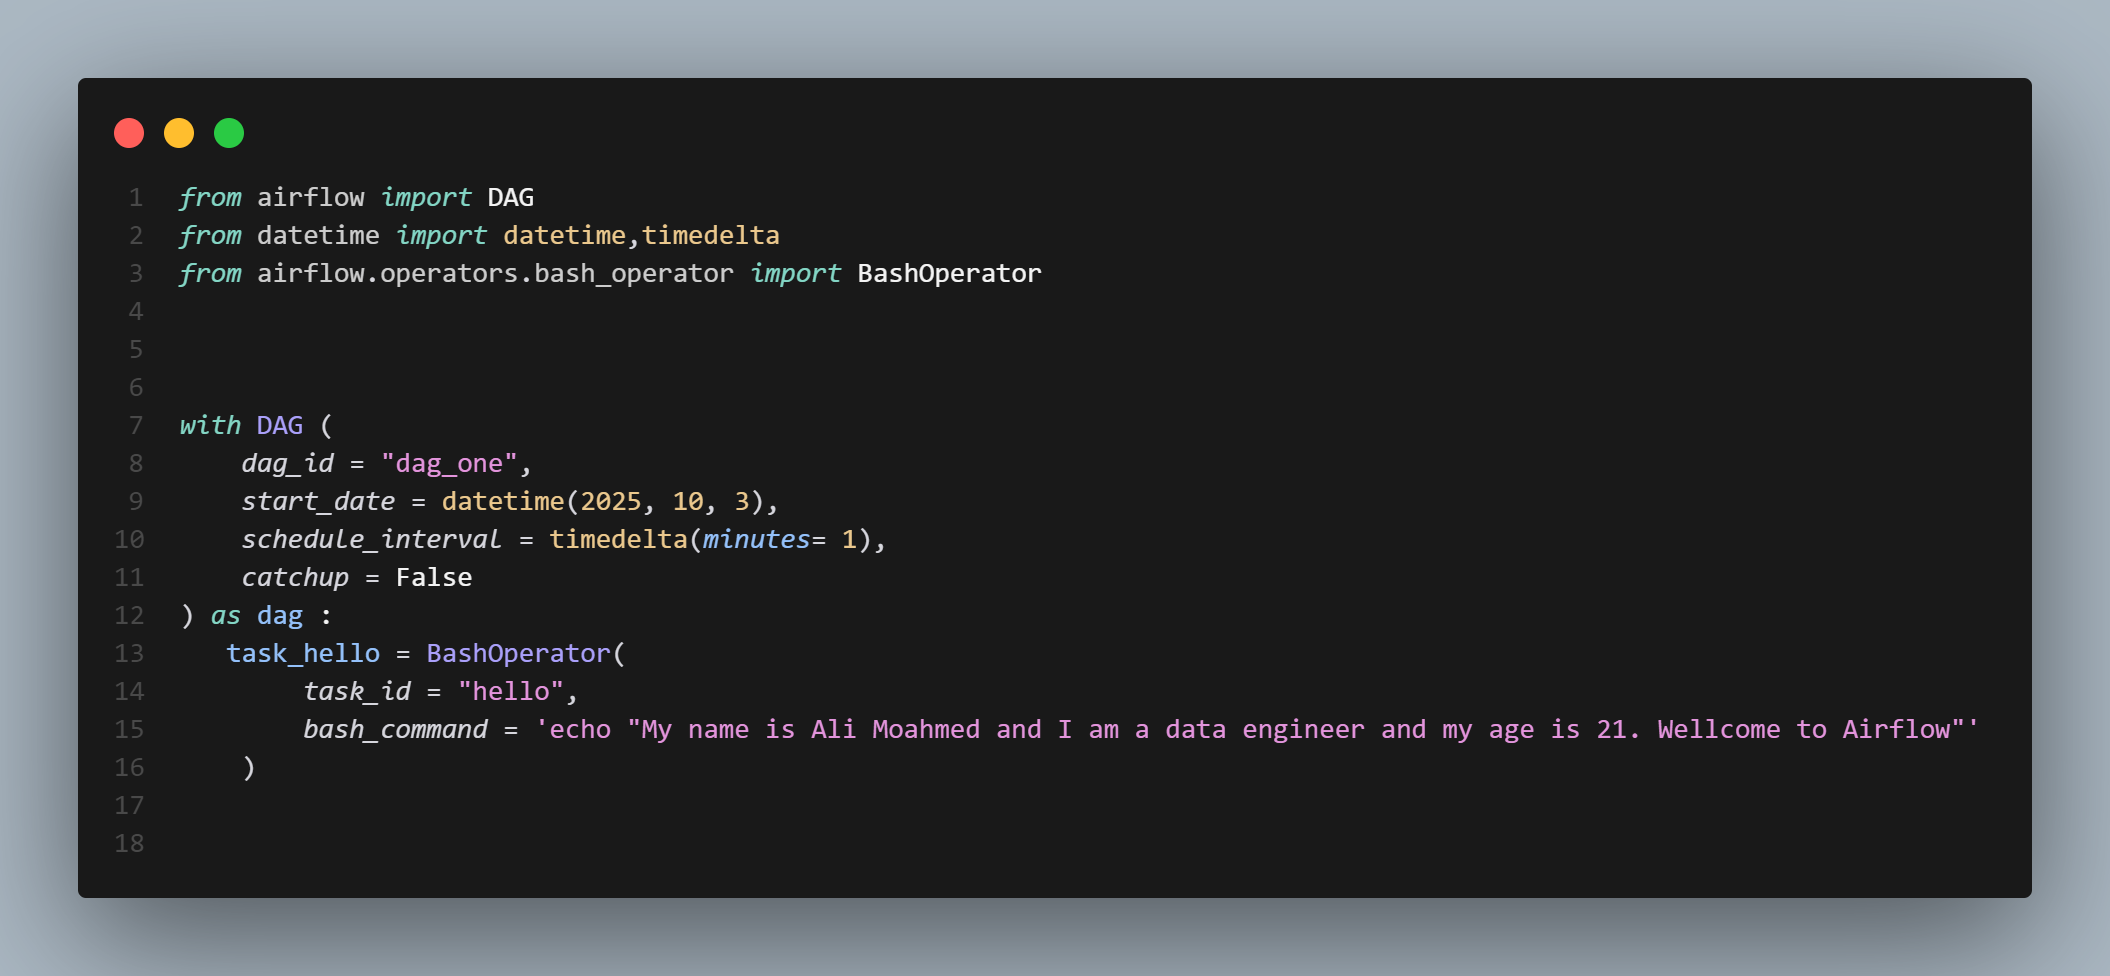 1 from airflow import DAG
2 from datetime import datetime,timedelta
3 from airflow.operators.bash_operator import BashOperator
4
5
6
7 with DAG (
8     dag_id = "dag_one",
9     start_date = datetime(2025, 10, 3),
10     schedule_interval = timedelta(minutes= 1),
11     catchup = False
12 ) as dag :
13    task_hello = BashOperator(
14         task_id = "hello",
15         bash_command = 'echo "My name is Ali Moahmed and I am a data engineer and my age is 21. Wellcome to Airflow"'
16     )
17
18